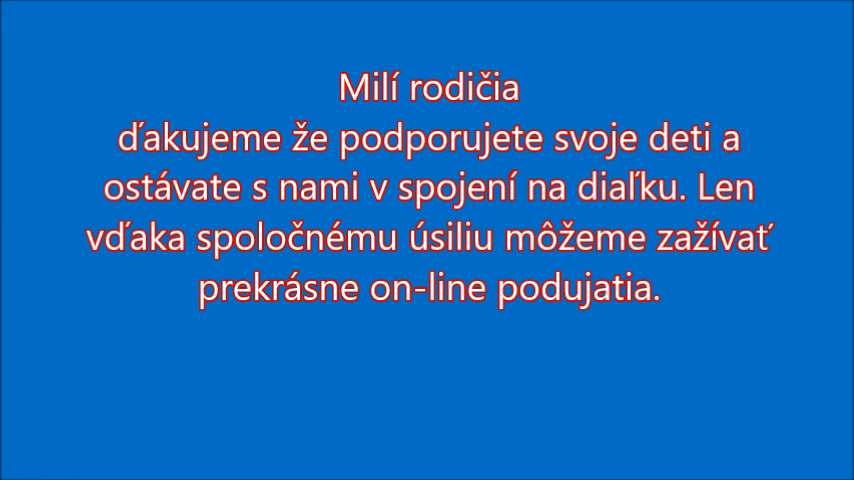 Milí rodičia
ďakujeme že podporujete svoje deti a
ostávate s nami v spojení na diaľku. Len
vďaka spoločnému úsiliu môžeme zažívať
prekrásne on-line podujatia.